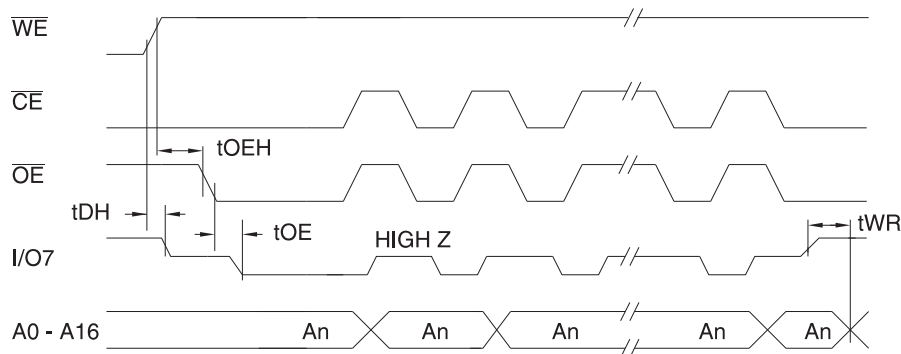 WE
CE
tOEH
OE
tDH
tOE
tWR
HIGH Z
I/O7
A0 - A16 An An An An An